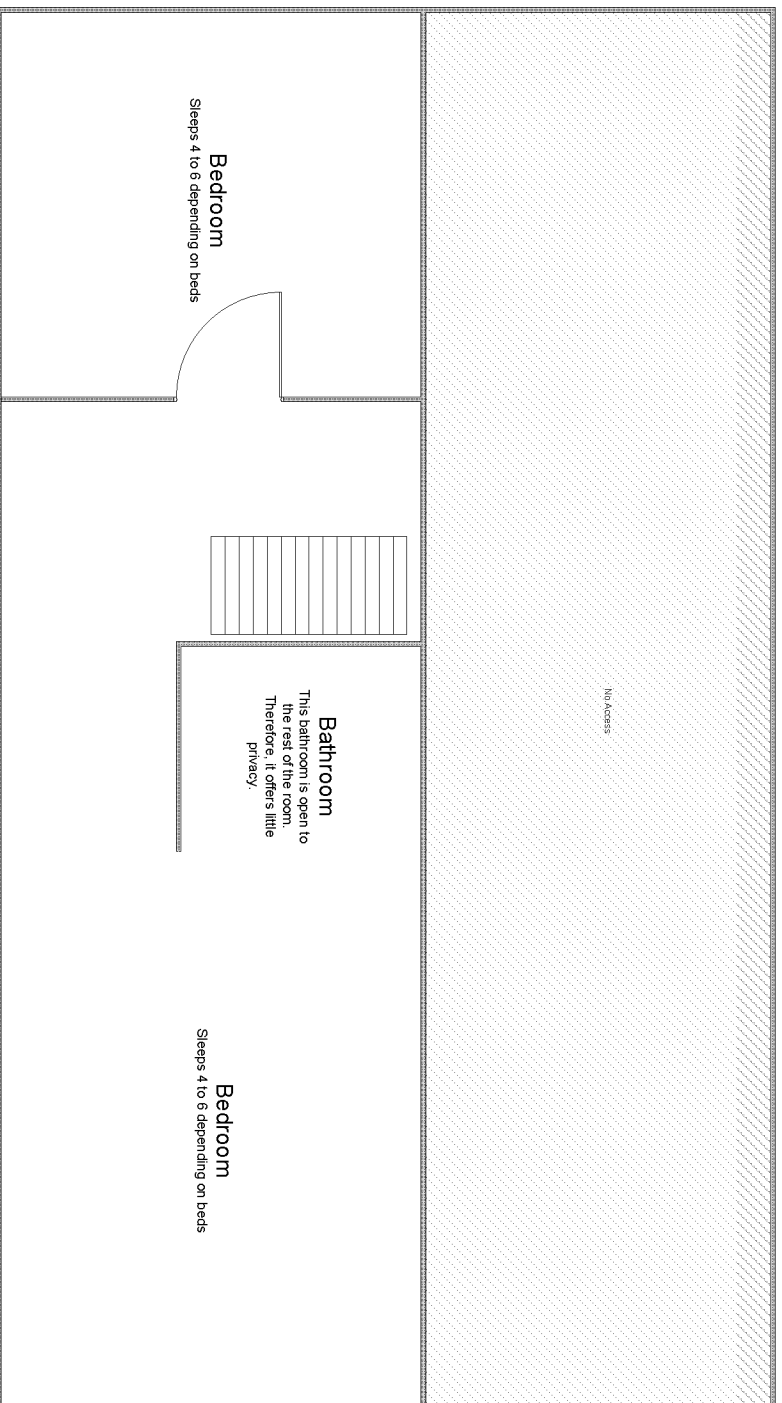 Bedroom
Sleeps 4 to 6 depending on beds
No Access
Bathroom
This bathroom is open to
the rest of the room.
Therefore, it offers little
privacy.
Bedroom
Sleeps 4 to 6 depending on beds